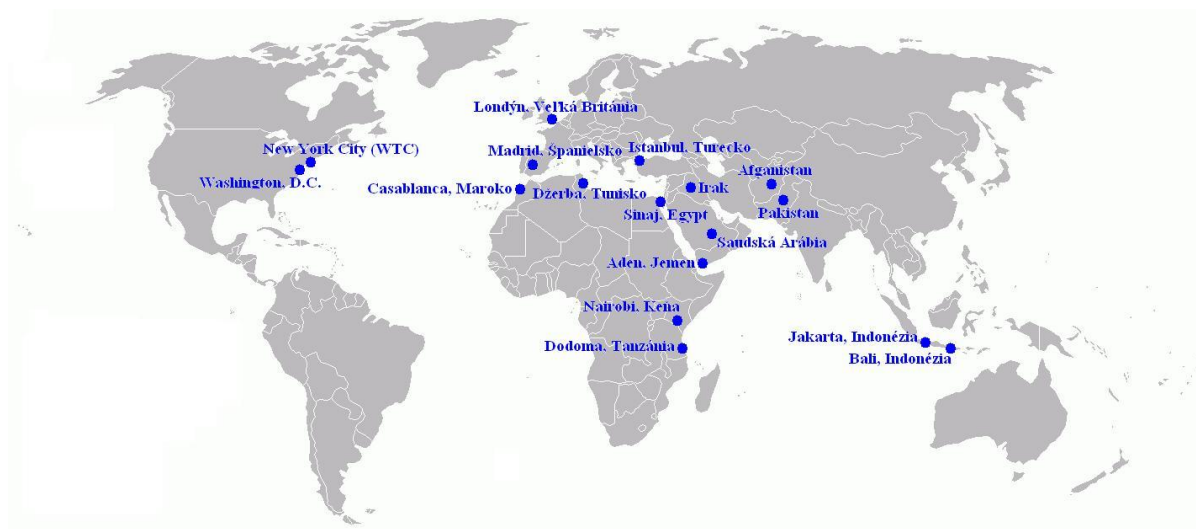 Londýn, Veľká Británia
New York City (WTC)
Madrid, Španielsko
Istanbul, Turecko
Washington, D.C.
Afganistan
Casablanca, Maroko
Džerba, Tunisko
Irak
Sinaj, Egypt
Pakistan
Saudská Arábia
Aden, Jemen
Nairobi, Kena
Jakarta, Indonézia
Dodoma, Tanzánia
Bali, Indonézia